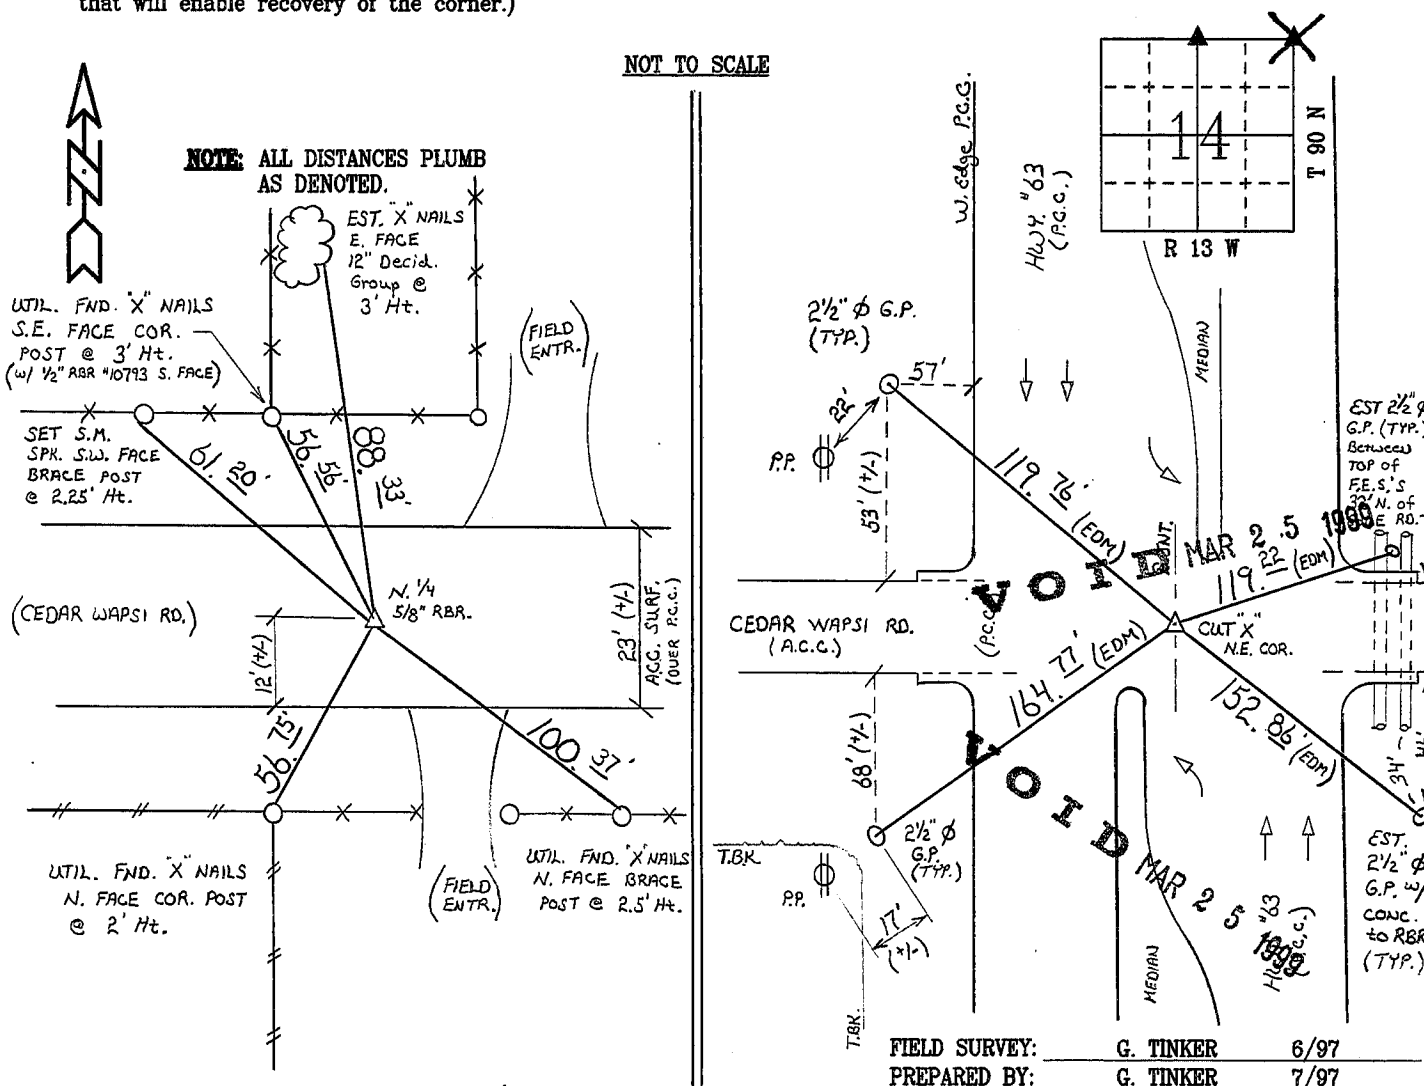 that will enable recovery of the corner.)
NOT TO SCALE
NOTE: ALL DISTANCES PLUMB
AS DENOTED.
EST. "X" NAILS
E. FACE
12" Decid.
Group @
3' Ht.
UTIL. FND. "X" NAILS
S.E. FACE COR.
POST @ 3' Ht.
(w/ 1/2" RBR #10793 S. FACE)
(FIELD
ENTR.)
SET S.M.
SPK. S.W. FACE
BRACE POST
@ 2.25' Ht.
61.20'
56.56'
88.33'
N. 1/4
5/8" RBR.
(CEDAR WAPSI RD.)
12' (+/-)
23' (+/-)
A.C.C. SURF.
(OVER P.C.C.)
56.75'
100.37'
UTIL. FND. "X" NAILS
N. FACE COR. POST
@ 2' Ht.
(FIELD
ENTR.)
UTIL. FND. "X" NAILS
N. FACE BRACE
POST @ 2.5' Ht.
14
T 90 N
R 13 W
W. Edge P.C.C.
HWY. #63
(P.C.C.)
MEDIAN
2 1/2" Ø G.P.
(TYP.)
57'
22'
P.P.
53' (+/-)
119.76' (EDM)
EST 2 1/2" Ø
G.P. (TYP.)
Between
TOP of
F.E.S.'S
33' N. of
E RD.
VOID MAR 25 1999
119.22' (EDM)
CEDAR WAPSI RD.
(A.C.C.)
(P.C.C.)
CUT "X"
N.E. COR.
164.77' (EDM)
152.86' (EDM)
68' (+/-)
34'
VOID MAR 25 1999
2 1/2" Ø
G.P.
(TYP.)
T.BK.
P.P.
17'
(+/-)
T.BK.
MEDIAN
#63
EST.
2 1/2" Ø
G.P. w/
CONC.
to RBR
(TYP.)
FIELD SURVEY: G. TINKER 6/97
PREPARED BY: G. TINKER 7/97